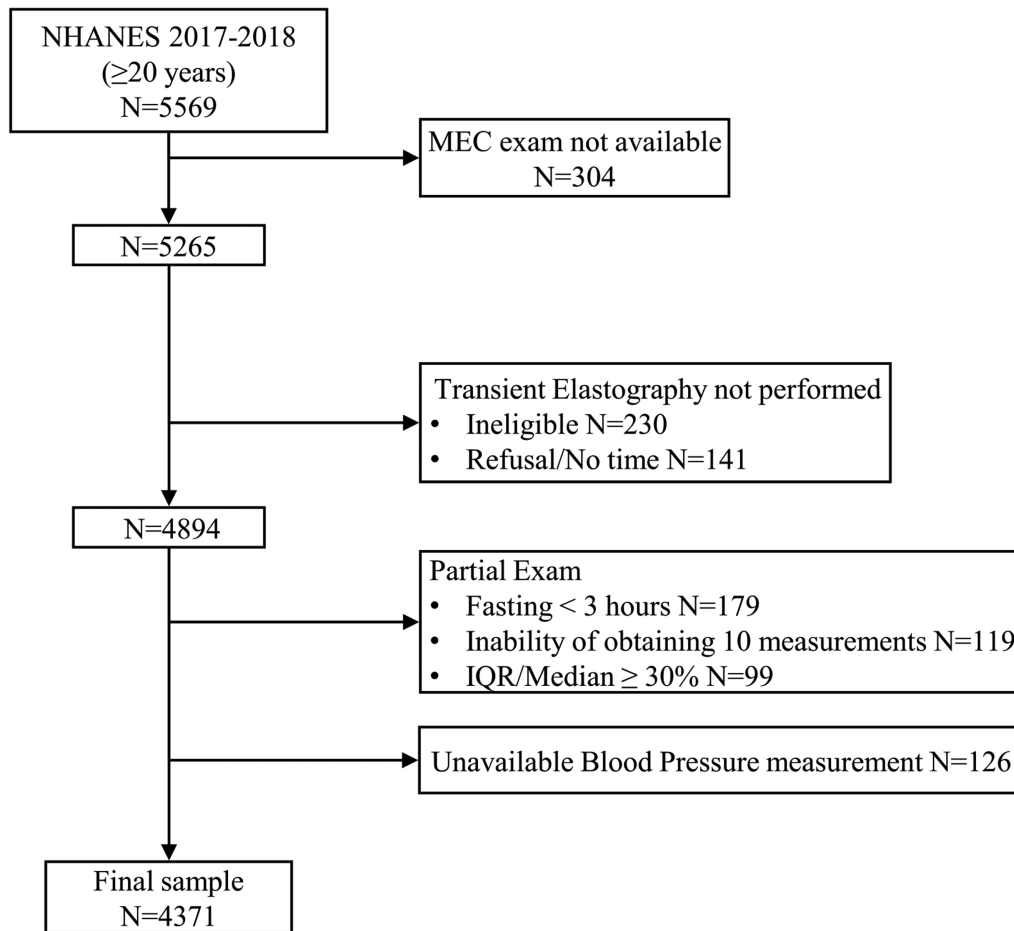 NHANES 2017-2018
(≥20 years)
N=5569
MEC exam not available
N=304
N=5265
Transient Elastography not performed
• Ineligible N=230
• Refusal/No time N=141
N=4894
Partial Exam
• Fasting < 3 hours N=179
• Inability of obtaining 10 measurements N=119
• IQR/Median ≥ 30% N=99
Unavailable Blood Pressure measurement N=126
Final sample
N=4371